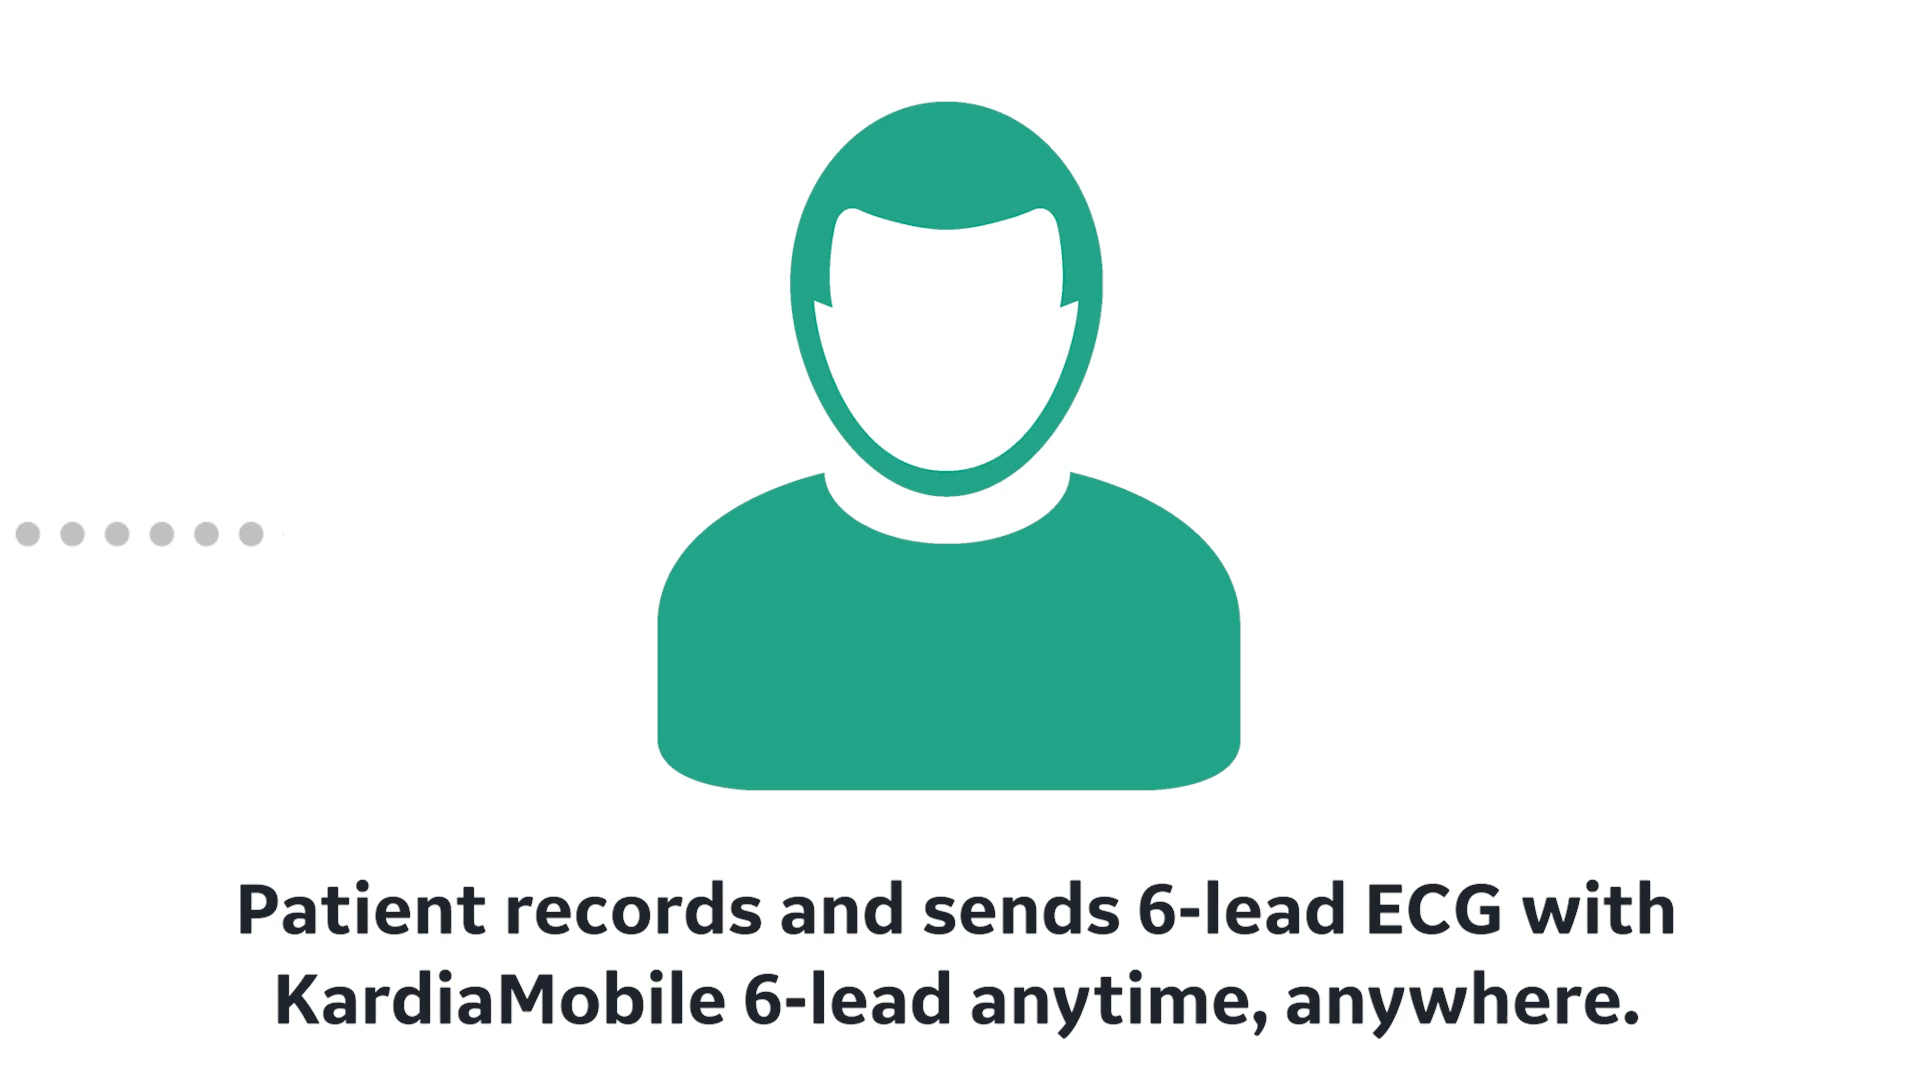 Patient records and sends 6-lead ECG with
KardiaMobile 6-lead anytime, anywhere.